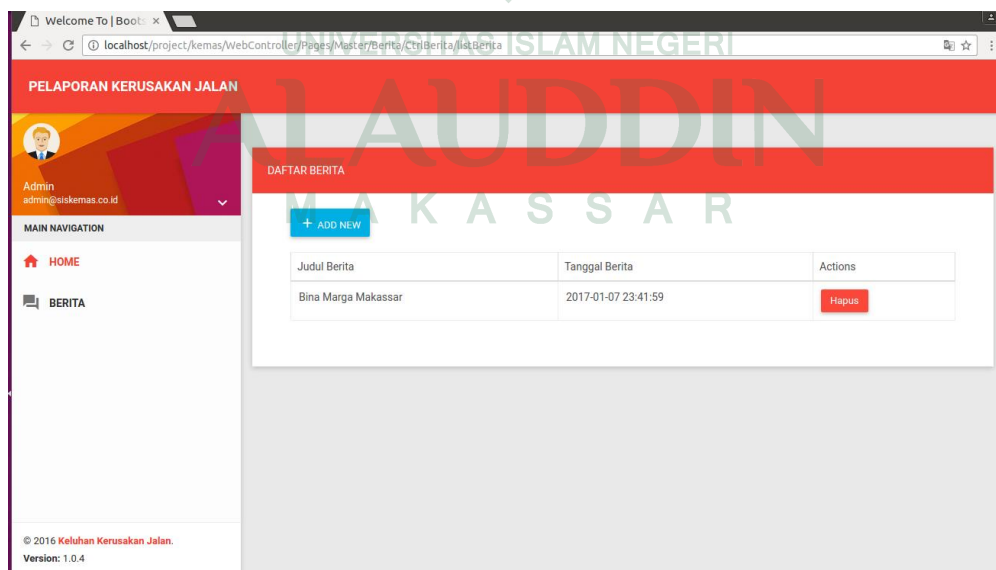 Welcome To | Boots
localhost/project/kemas/WebController/Pages/Master/Berita/CtrlBerita/listBerita
UNIVERSITAS ISLAM NEGERI
PELAPORAN KERUSAKAN JALAN
ALAUDDIN
DAFTAR BERITA
Admin
admin@siskemas.co.id
MAKASSAR
MAIN NAVIGATION
+ ADD NEW
HOME
Judul Berita Tanggal Berita Actions
BERITA
Bina Marga Makassar 2017-01-07 23:41:59 Hapus
© 2016 Keluhan Kerusakan Jalan.
Version: 1.0.4